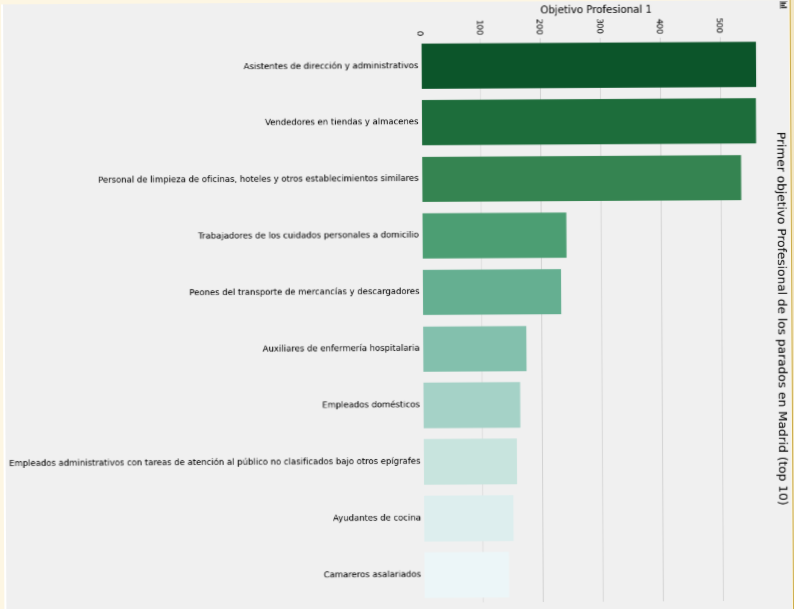 Primer objetivo Profesional de los parados en Madrid (top 10)
Objetivo Profesional 1
0
100
200
300
400
500
Asistentes de dirección y administrativos
Vendedores en tiendas y almacenes
Personal de limpieza de oficinas, hoteles y otros establecimientos similares
Trabajadores de los cuidados personales a domicilio
Peones del transporte de mercancías y descargadores
Auxiliares de enfermería hospitalaria
Empleados domésticos
Empleados administrativos con tareas de atención al público no clasificados bajo otros epígrafes
Ayudantes de cocina
Camareros asalariados